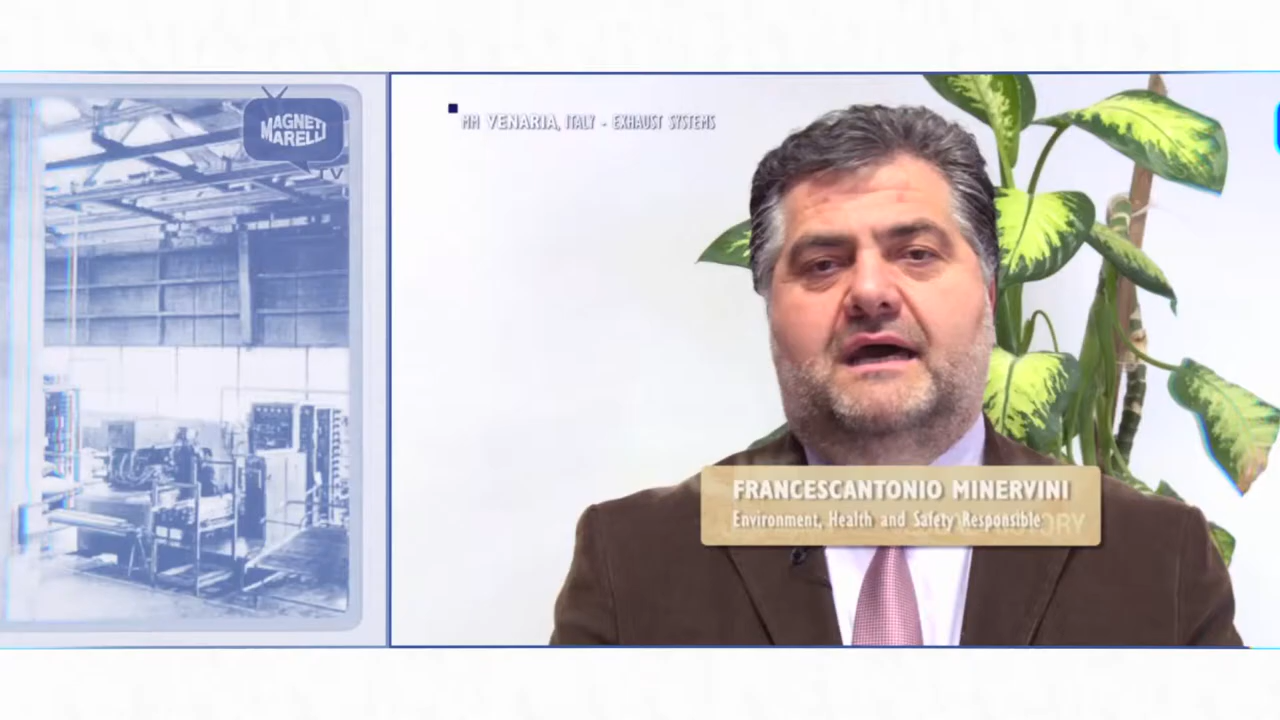 MAGNETI
MARELLI
TV
MM VENARIA, ITALY - EXHAUST SYSTEMS
FRANCESCANTONIO MINERVINI
Environment, Health and Safety Responsible